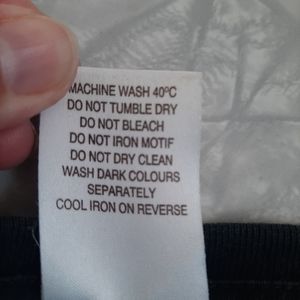 MACHINE WASH 40ºC
DO NOT TUMBLE DRY
DO NOT BLEACH
DO NOT IRON MOTIF
DO NOT DRY CLEAN
WASH DARK COLOURS
SEPARATELY
COOL IRON ON REVERSE